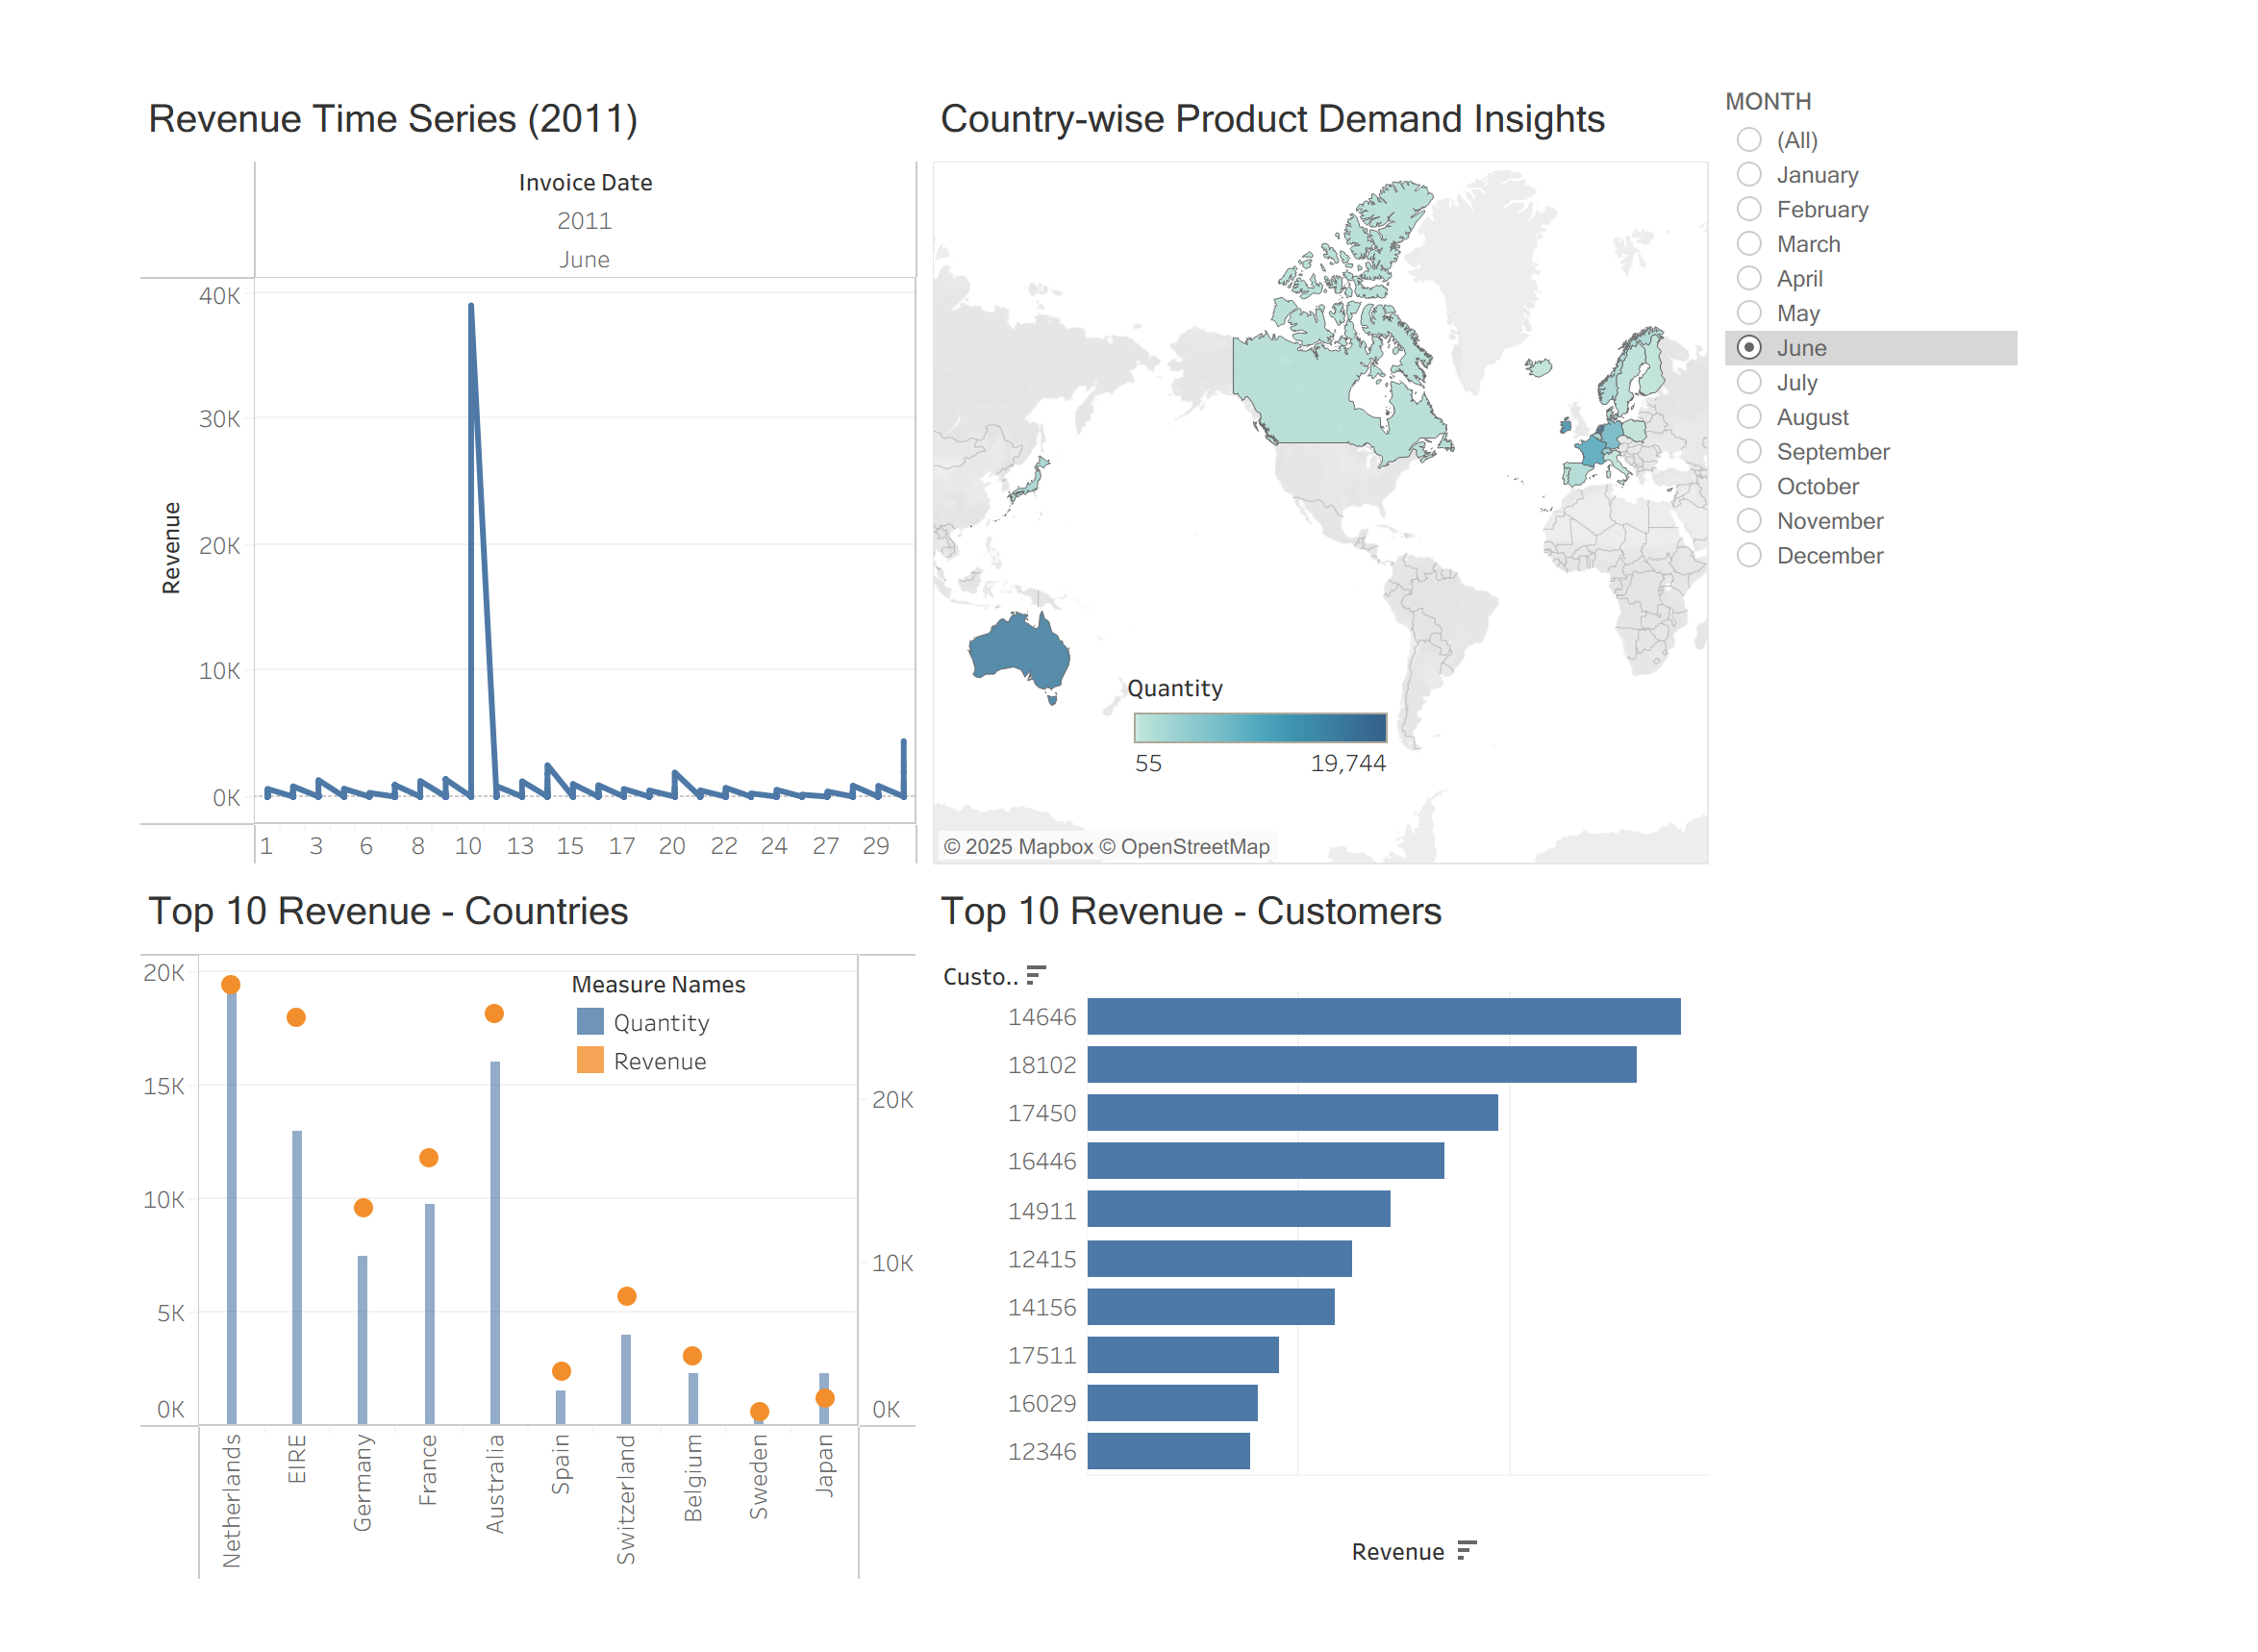 Revenue Time Series (2011)
Invoice Date
2011
June
Revenue
40K
30K
20K
10K
0K
1 3 6 8 10 13 15 17 20 22 24 27 29
Country-wise Product Demand Insights
Quantity
55 19,744
© 2025 Mapbox © OpenStreetMap
MONTH
(All)
January
February
March
April
May
June
July
August
September
October
November
December
Top 10 Revenue - Countries
20K
15K
10K
5K
0K
Measure Names
Quantity
Revenue
20K
10K
0K
Netherlands
EIRE
Germany
France
Australia
Spain
Switzerland
Belgium
Sweden
Japan
Top 10 Revenue - Customers
Custo..
14646
18102
17450
16446
14911
12415
14156
17511
16029
12346
Revenue